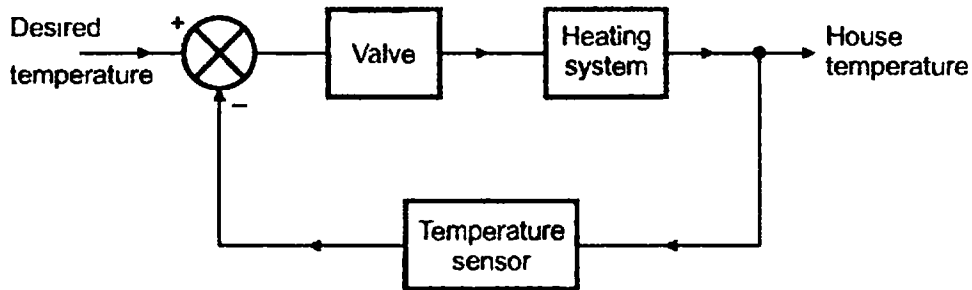 Desired
temperature
+
−
Valve
Heating
system
House
temperature
Temperature
sensor